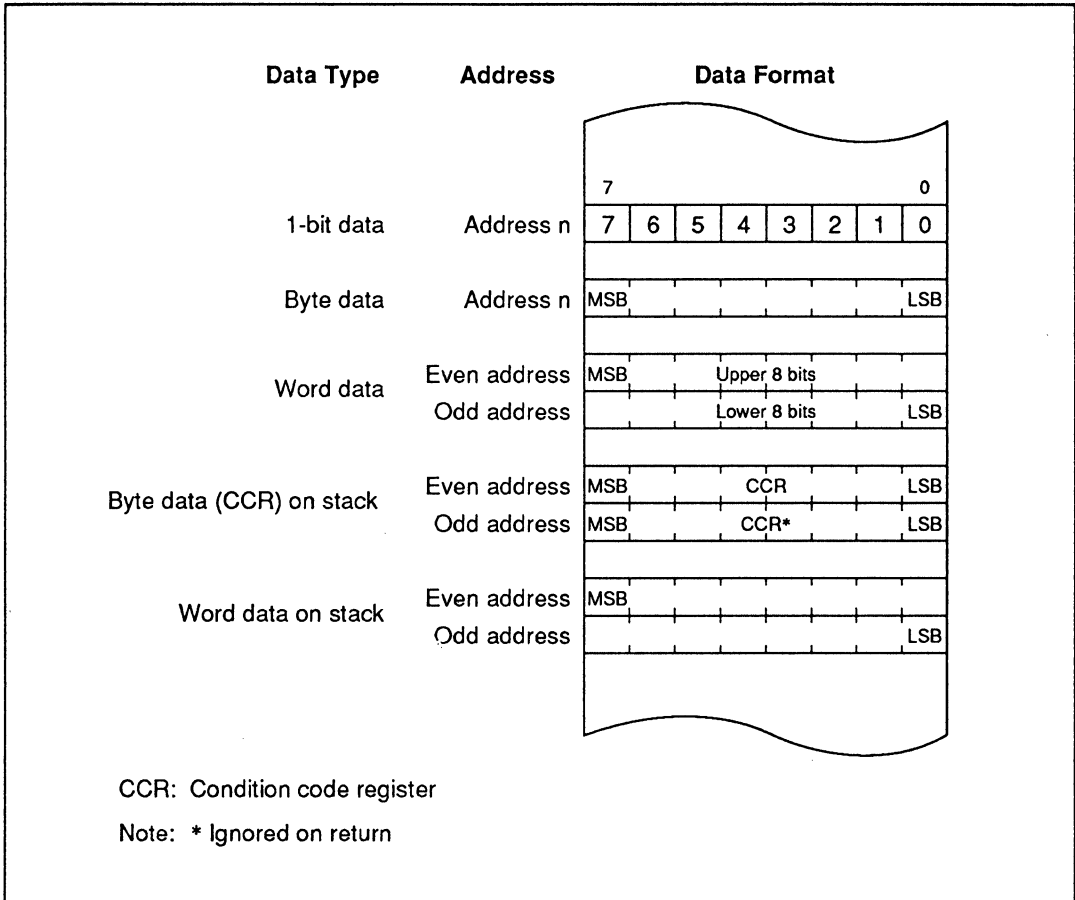 Data Type Address Data Format
7 0
1-bit data Address n 7 6 5 4 3 2 1 0
Byte data Address n MSB LSB
Word data
Even address MSB Upper 8 bits
Odd address Lower 8 bits LSB
Byte data (CCR) on stack
Even address MSB CCR LSB
Odd address MSB CCR* LSB
Word data on stack
Even address MSB
Odd address LSB
CCR: Condition code register
Note: * Ignored on return